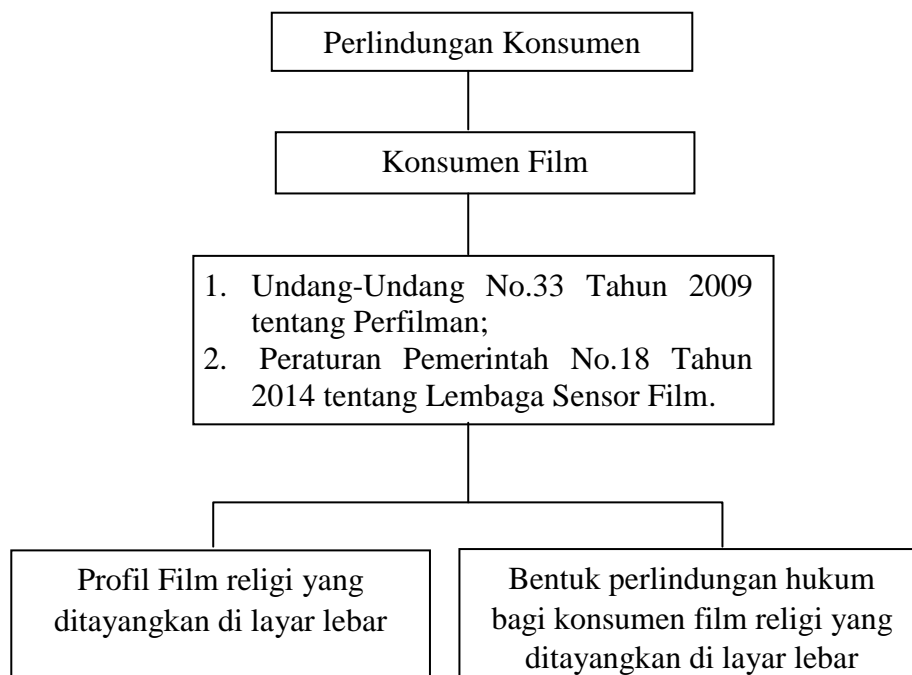 Perlindungan Konsumen
Konsumen Film
1. Undang-Undang No.33 Tahun 2009
tentang Perfilman;
2. Peraturan Pemerintah No.18 Tahun
2014 tentang Lembaga Sensor Film.
Profil Film religi yang
ditayangkan di layar lebar
Bentuk perlindungan hukum
bagi konsumen film religi yang
ditayangkan di layar lebar